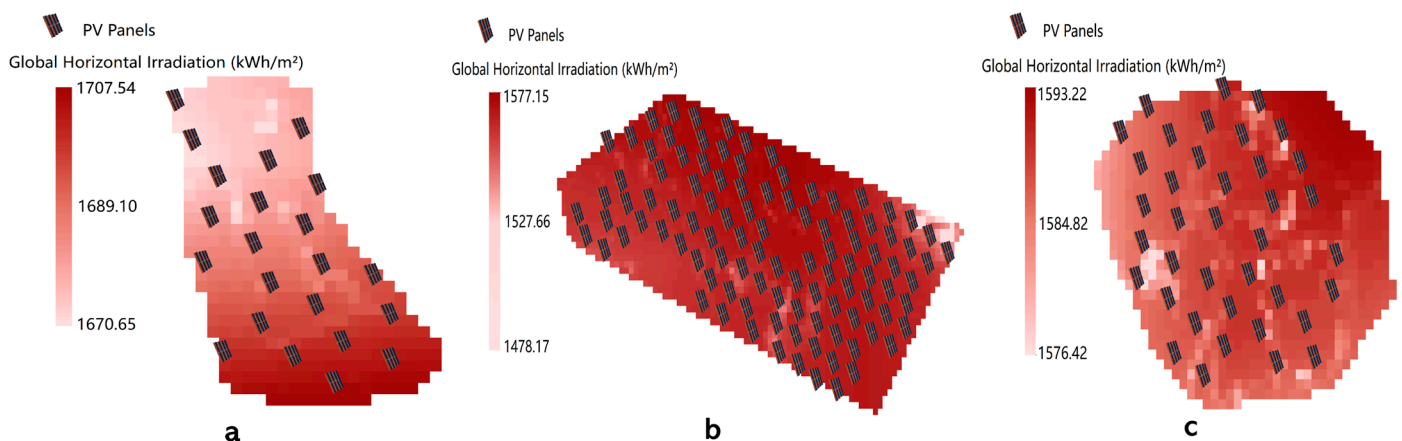 PV Panels
Global Horizontal Irradiation (kWh/m²)
1707.54
1689.10
1670.65
a
PV Panels
Global Horizontal Irradiation (kWh/m²)
1577.15
1527.66
1478.17
b
PV Panels
Global Horizontal Irradiation (kWh/m²)
1593.22
1584.82
1576.42
c